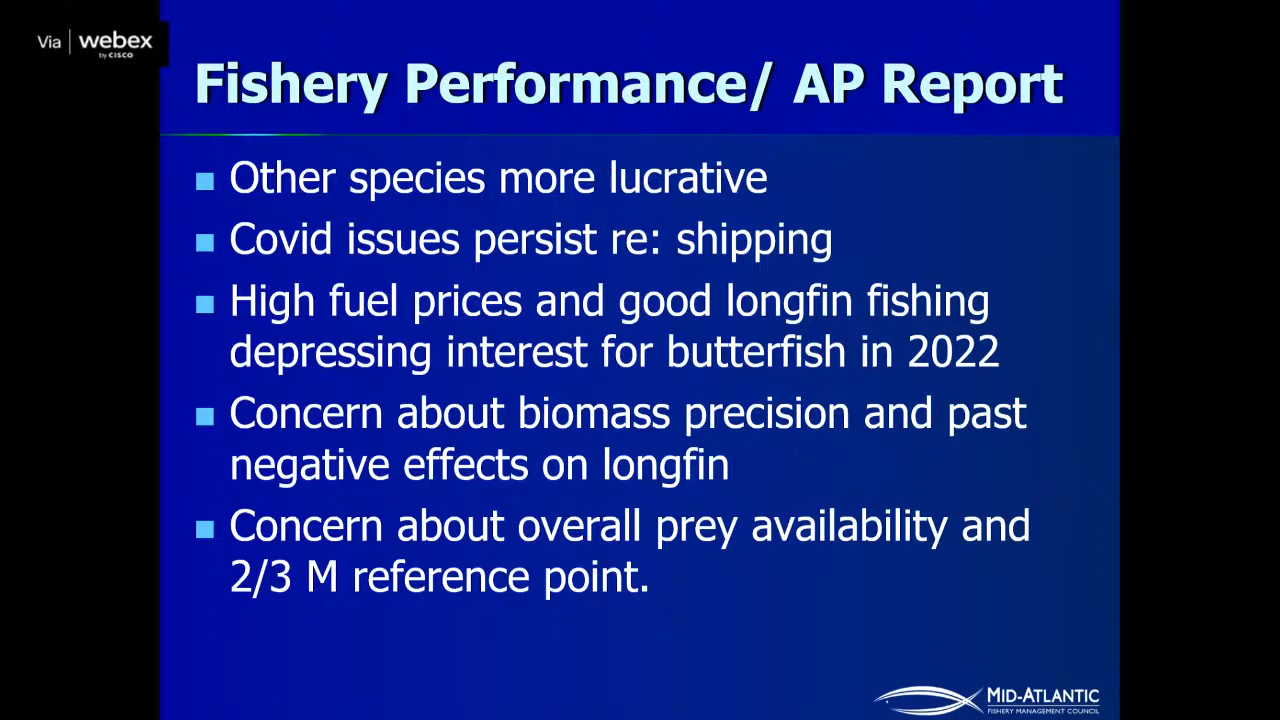 Via webex
by CISCO
Fishery Performance/ AP Report
Other species more lucrative
Covid issues persist re: shipping
High fuel prices and good longfin fishing
depressing interest for butterfish in 2022
Concern about biomass precision and past
negative effects on longfin
Concern about overall prey availability and
2/3 M reference point.
MID-ATLANTIC
FISHERY MANAGEMENT COUNCIL